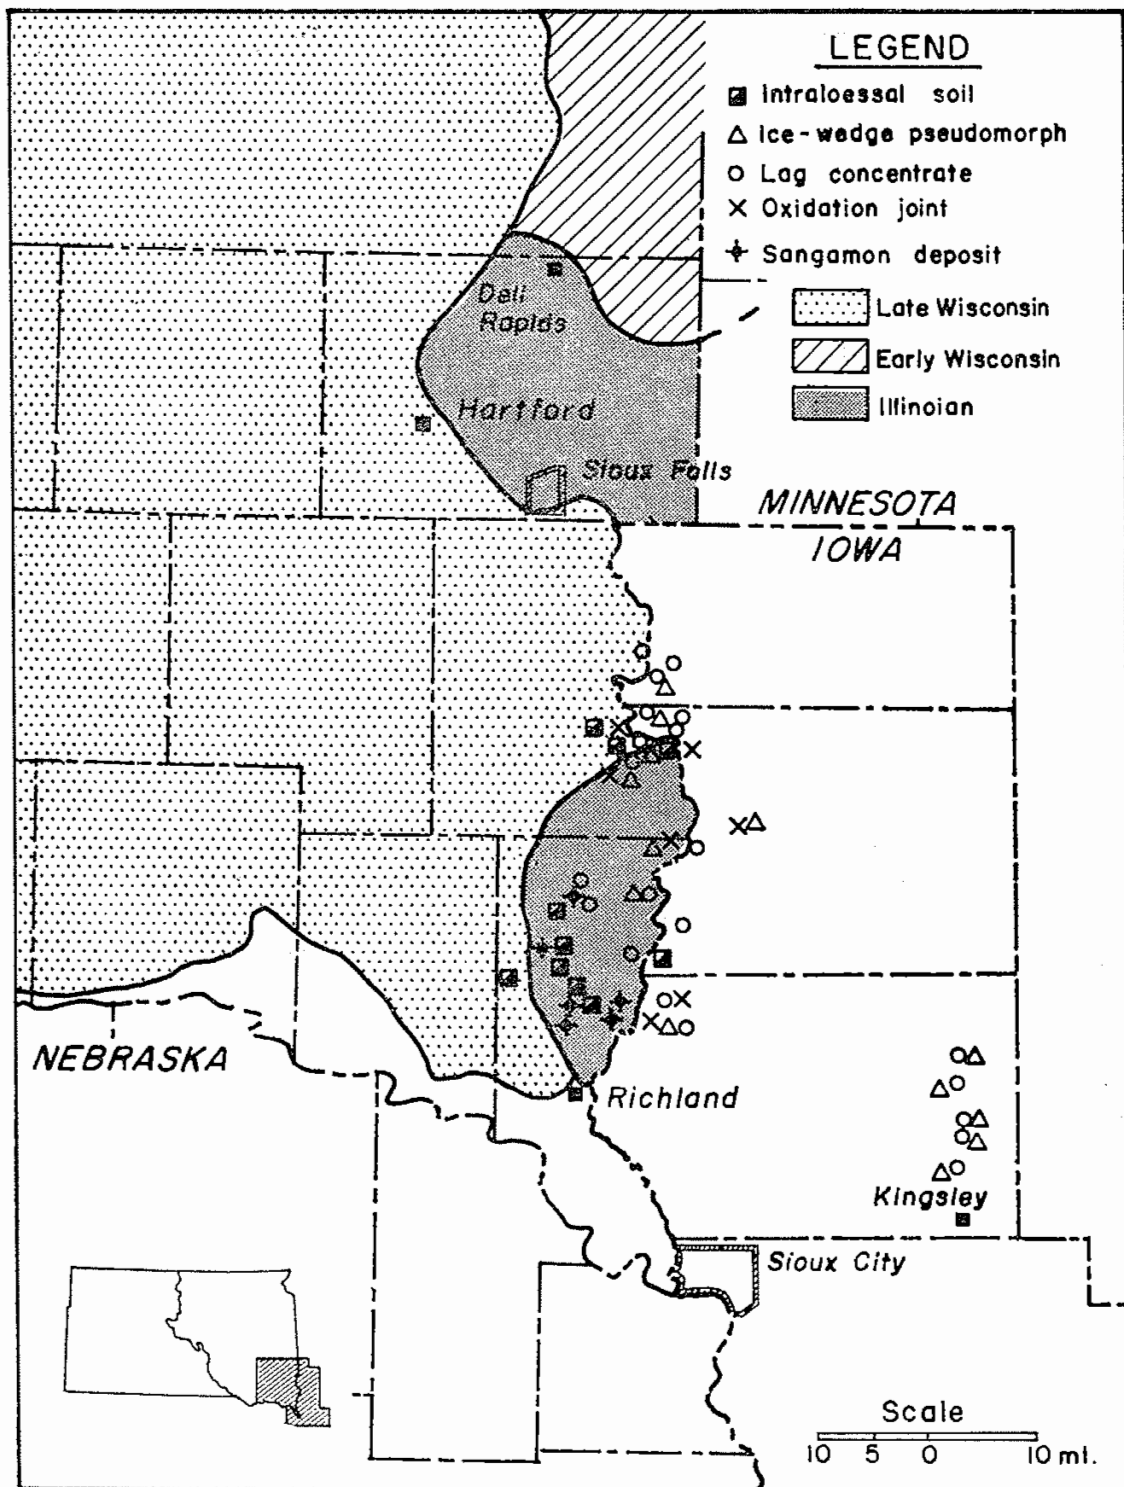 LEGEND
Intraloessal soil
Ice-wedge pseudomorph
Lag concentrate
Oxidation joint
Sangamon deposit
Late Wisconsin
Early Wisconsin
Illinoian
Dell
Rapids
Hartford
Sioux Falls
MINNESOTA
IOWA
NEBRASKA
Richland
Kingsley
Sioux City
Scale
10 5 0 10 mi.